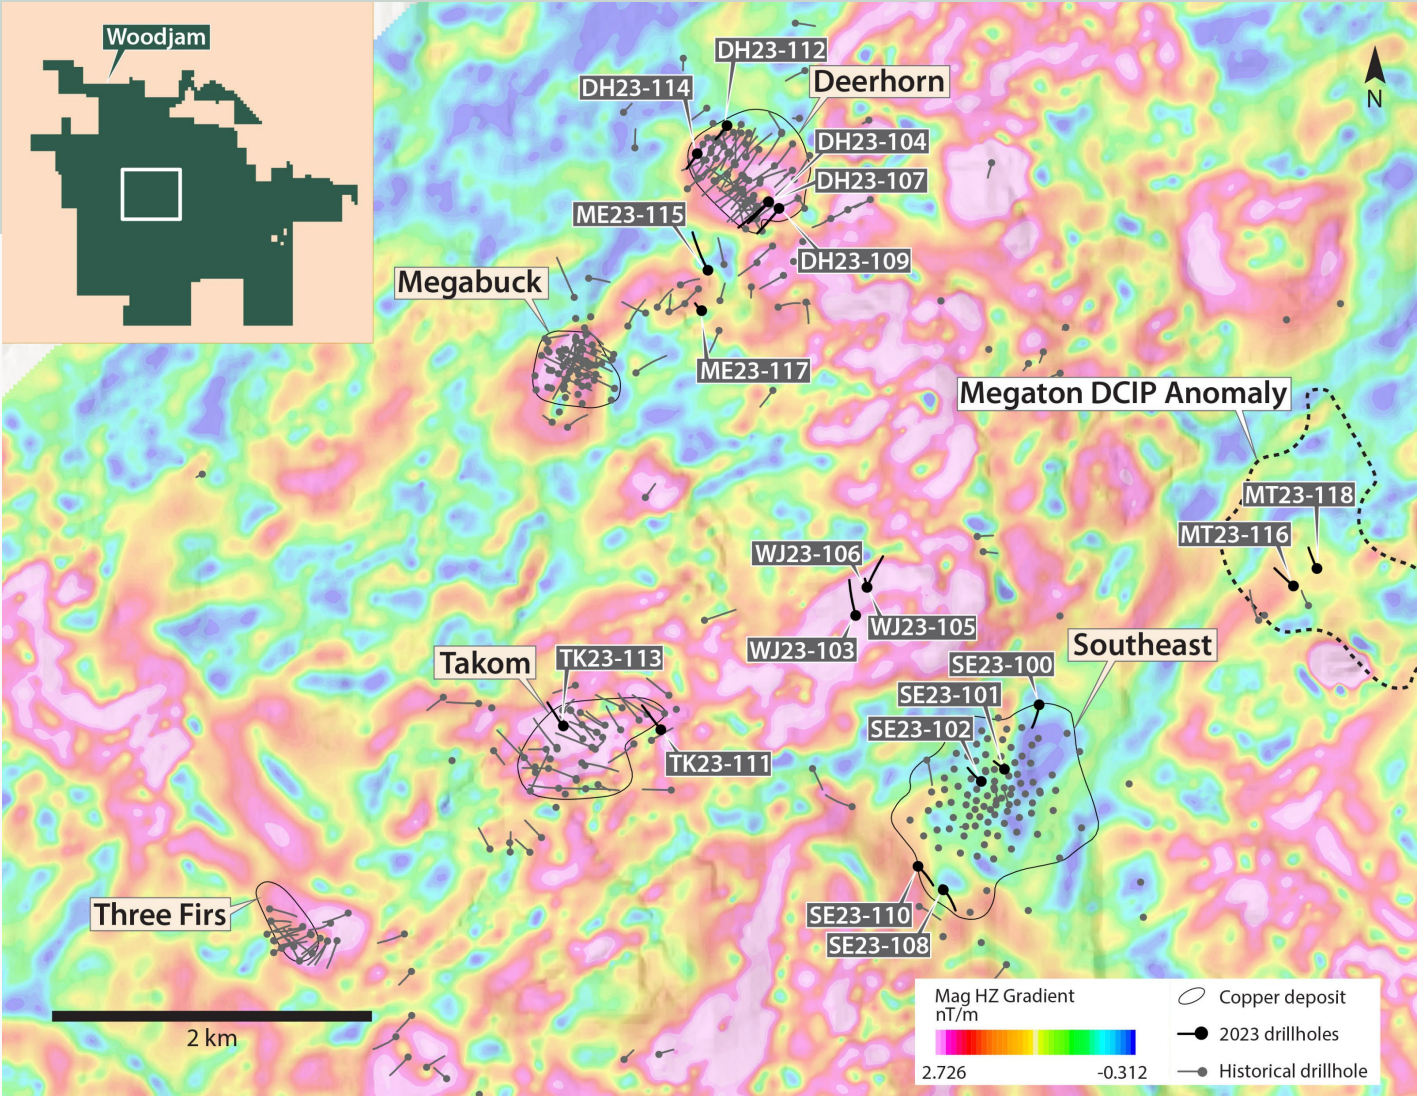 Woodjam
DH23-112
DH23-114
Deerhorn
N
DH23-104
DH23-107
ME23-115
DH23-109
Megabuck
ME23-117
Megaton DCIP Anomaly
MT23-118
MT23-116
WJ23-106
WJ23-105
WJ23-103
Southeast
Takom
TK23-113
SE23-100
SE23-101
SE23-102
TK23-111
Three Firs
SE23-110
SE23-108
2 km
Mag HZ Gradient
nT/m
2.726
-0.312
Copper deposit
2023 drillholes
Historical drillhole